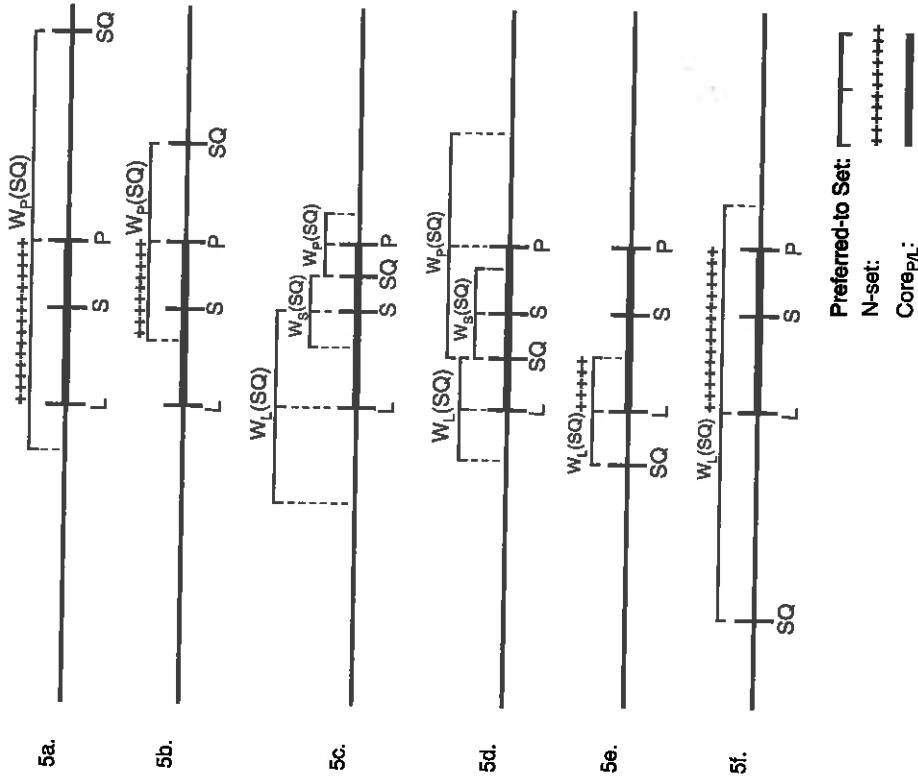 5a.
W_P(SQ)
L S P SQ
5b.
W_P(SQ)
L S P SQ
5c.
W_L(SQ)
W_S(SQ)
W_P(SQ)
L S SQ P
5d.
W_L(SQ)
W_S(SQ)
W_P(SQ)
L SQ S P
5e.
W_L(SQ)
SQ L S P
5f.
W_L(SQ)
SQ L S P
Preferred-to Set:
N-set:
Core_P/L: